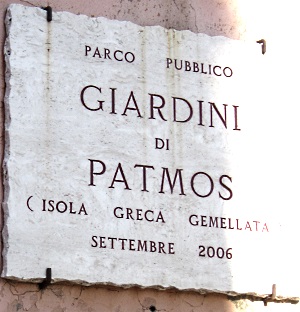 PARCO PUBBLICO
GIARDINI
DI
PATMOS
( ISOLA GRECA GEMELLATA )
SETTEMBRE 2006